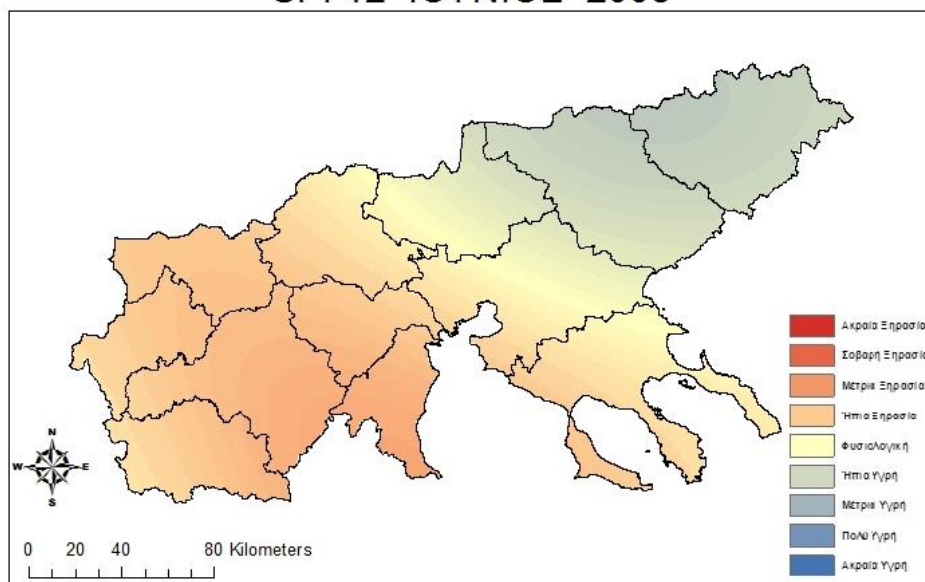 Ακραία Ξηρασία
Σοβαρή Ξηρασία
Μέτρια Ξηρασία
Ήπια Ξηρασία
Φυσιολογική
Ήπια Υγρή
Μέτρια Υγρή
Πολύ Υγρή
Ακραία Υγρή
N
W E
S
0 20 40 80 Kilometers